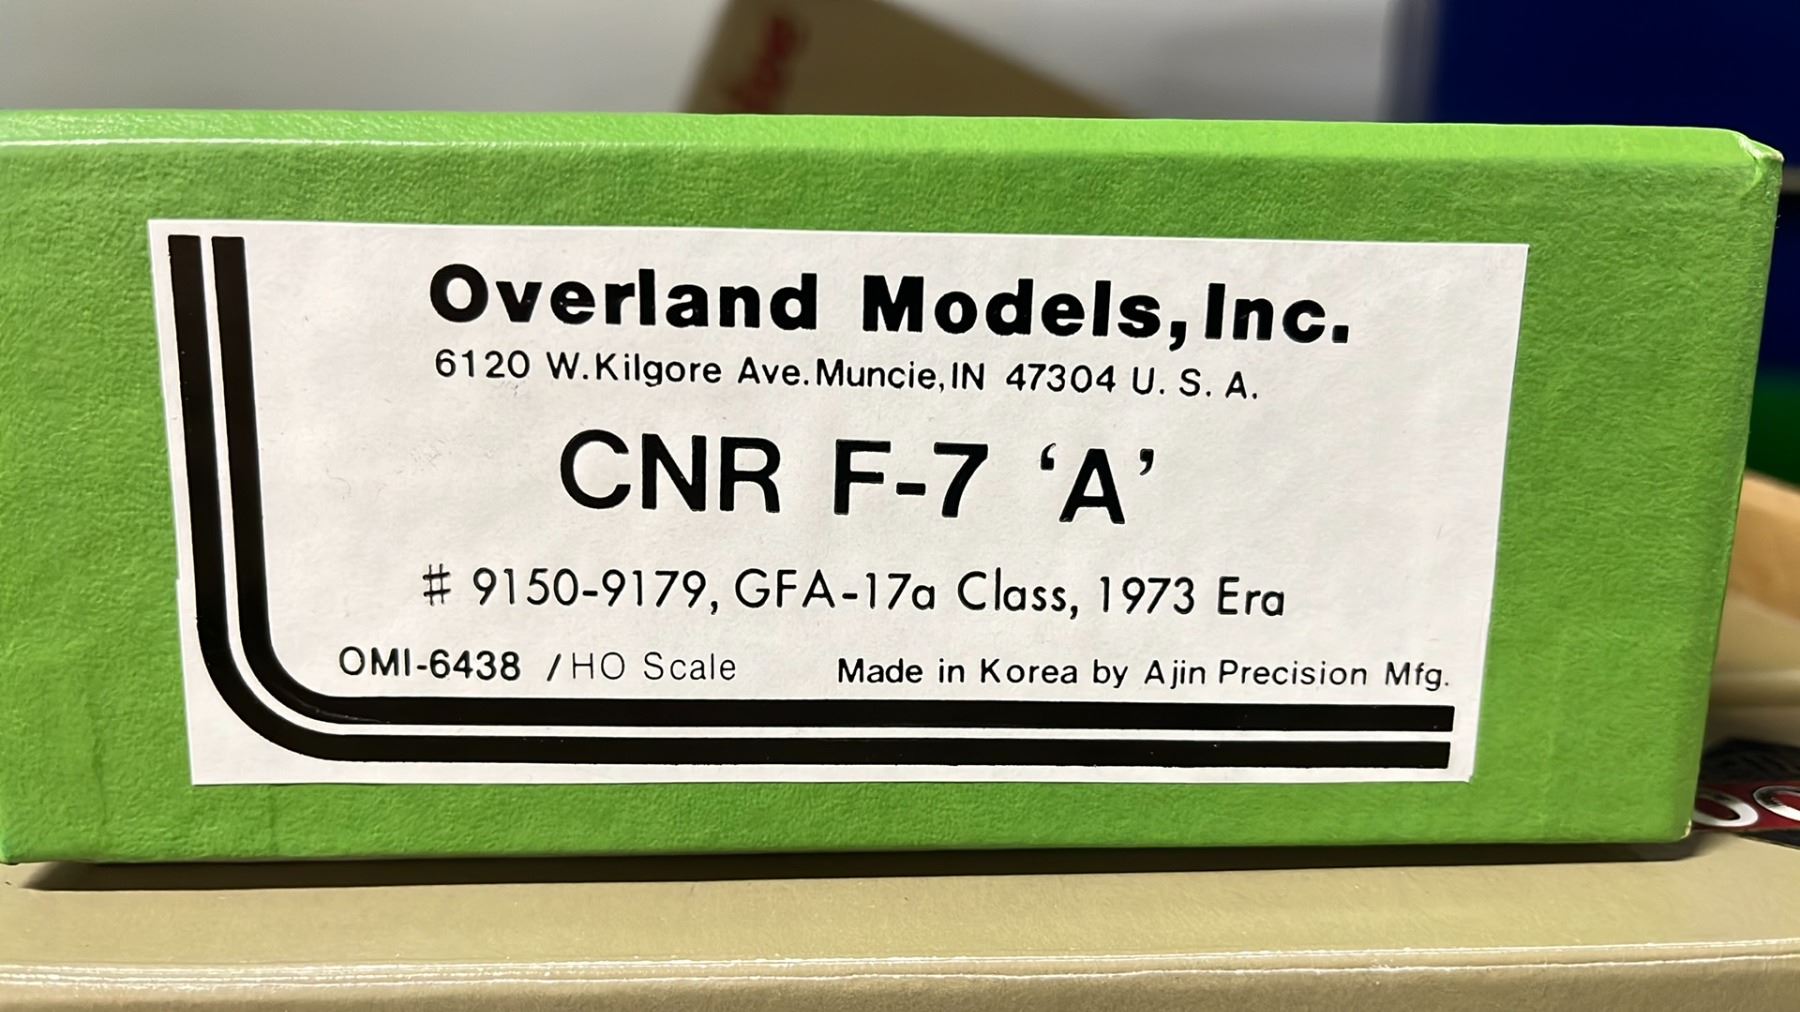 Overland Models, Inc.
6120 W. Kilgore Ave. Muncie, IN 47304 U. S. A.
CNR F-7 ‘A’
# 9150-9179, GFA-17a Class, 1973 Era
OMI-6438 / HO Scale Made in Korea by Ajin Precision Mfg.